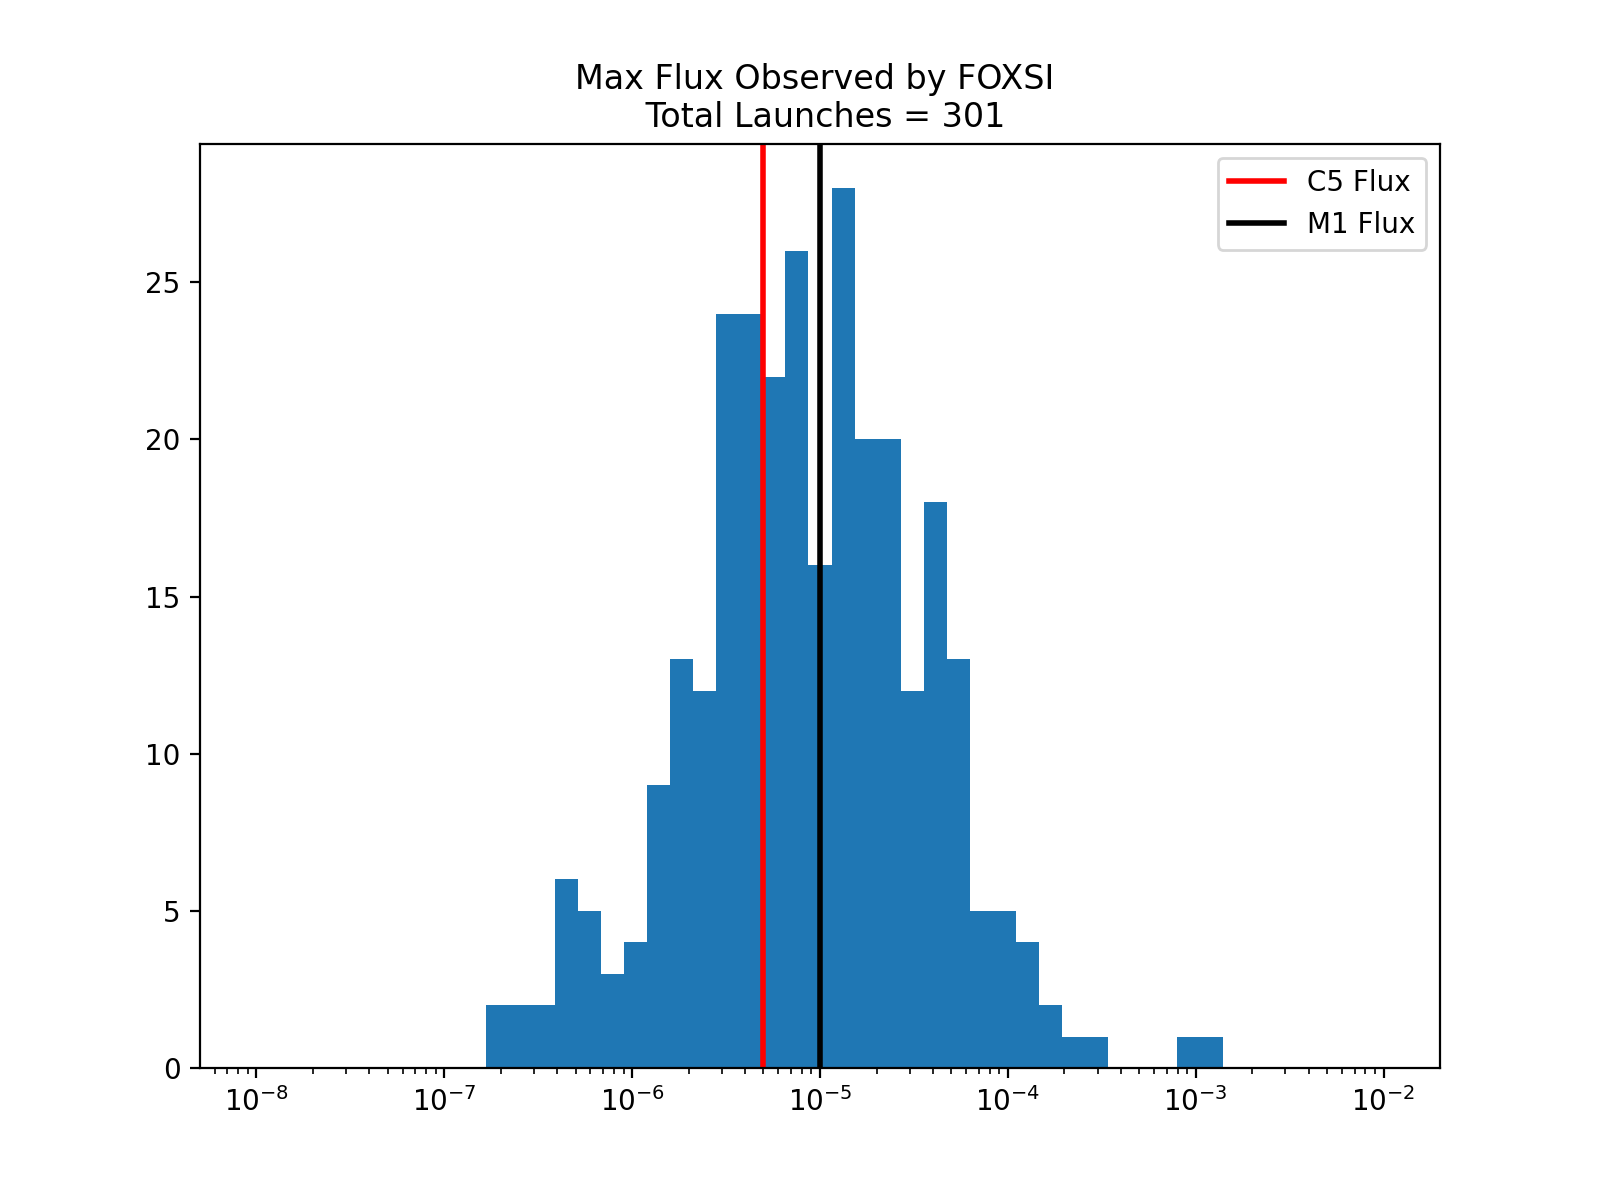 Max Flux Observed by FOXSI
Total Launches = 301
C5 Flux
M1 Flux
25
20
15
10
5
0
10⁻⁸ 10⁻⁷ 10⁻⁶ 10⁻⁵ 10⁻⁴ 10⁻³ 10⁻²